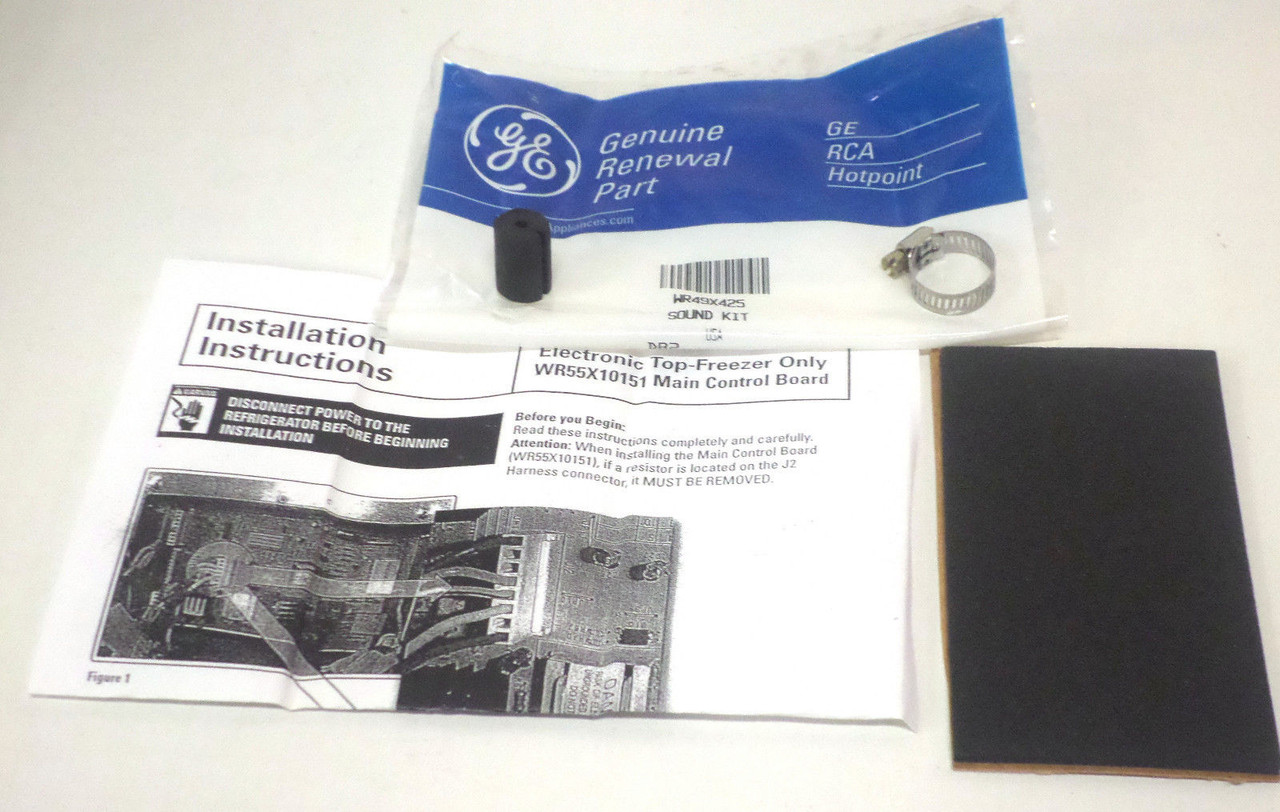 GE
Genuine
Renewal
Part
GE
RCA
Hotpoint
Appliances.com
WR49X425
SOUND KIT
USA
Installation
Instructions
Electronic Top-Freezer Only
WR55X10151 Main Control Board
DISCONNECT POWER TO THE
REFRIGERATOR BEFORE BEGINNING
INSTALLATION
Before you Begin:
Read these instructions completely and carefully.
Attention: When installing the Main Control Board
(WR55X10151), if a resistor is located on the J2
Harness connector, it MUST BE REMOVED.
Figure 1